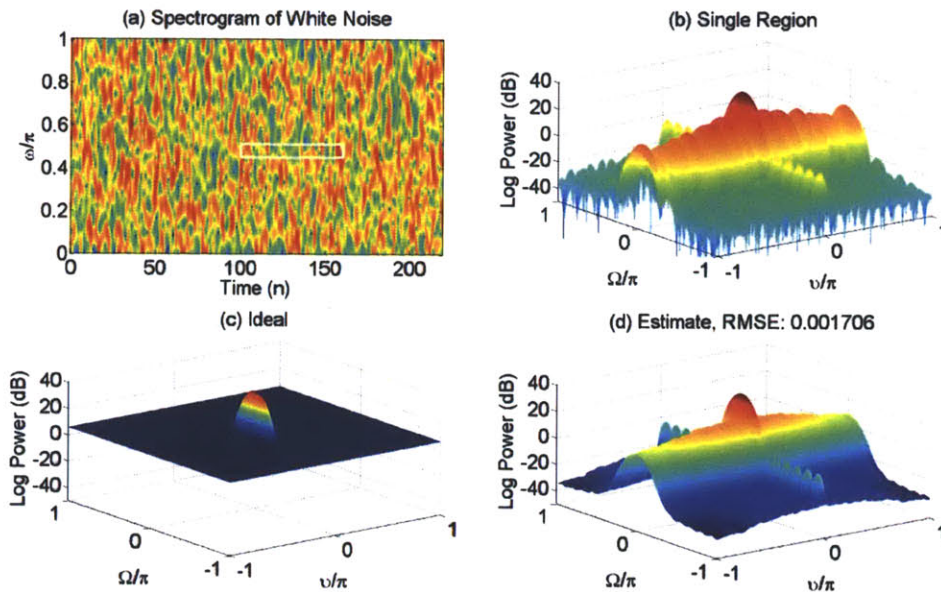 (a) Spectrogram of White Noise
1
0.8
0.6
0.4
0.2
0
ω/π
0 50 100 150 200
Time (n)
(b) Single Region
40
20
0
-20
-40
Log Power (dB)
1
0
-1
Ω/π
-1
0
1
υ/π
(c) Ideal
40
20
0
-20
-40
Log Power (dB)
1
0
-1
Ω/π
-1
0
1
υ/π
(d) Estimate, RMSE: 0.001706
40
20
0
-20
-40
Log Power (dB)
1
0
-1
Ω/π
-1
0
1
υ/π